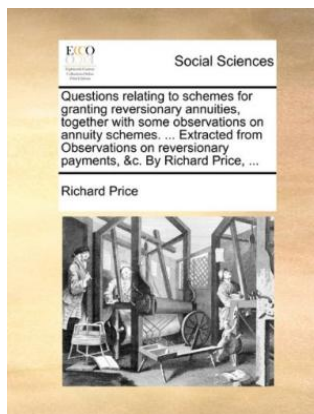 ECCO
Social Sciences
Questions relating to schemes for
granting reversionary annuities,
together with some observations on
annuity schemes. ... Extracted from
Observations on reversionary
payments, &c. By Richard Price, ...
Richard Price